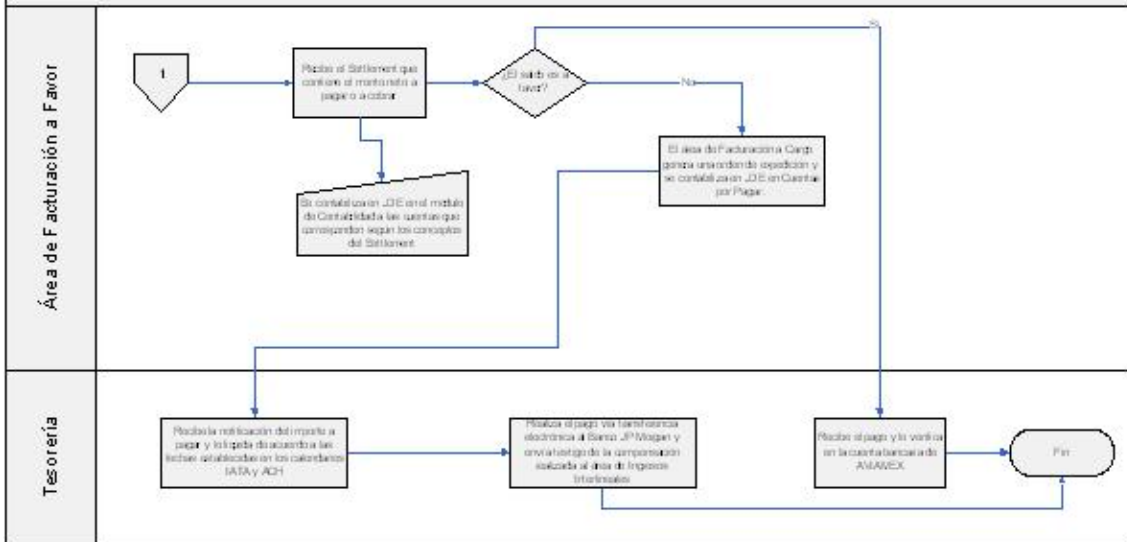 Área de Facturación a Favor
1
Recibe el Settlement que
contiene el monto neto a
pagar o a cobrar
¿El saldo es a
favor?
Si
No
El área de Facturación a Cargo
genera una orden de expedición y
se contabiliza en JDE en Cuentas
por Pagar.
Se contabiliza en JDE en el módulo
de Contabilidad a las cuentas que
corresponden según los conceptos
del Settlement
Tesorería
Recibe la notificación del importe a
pagar y lo liquida de acuerdo a las
fechas establecidas en los calendarios
IATA y ACH
Realiza el pago vía transferencia
electrónica al Banco JP Morgan y
envía testigo de la compensación
realizada al área de Ingresos
Interlineales
Recibe el pago y lo verifica
en la cuenta bancaria de
Fin